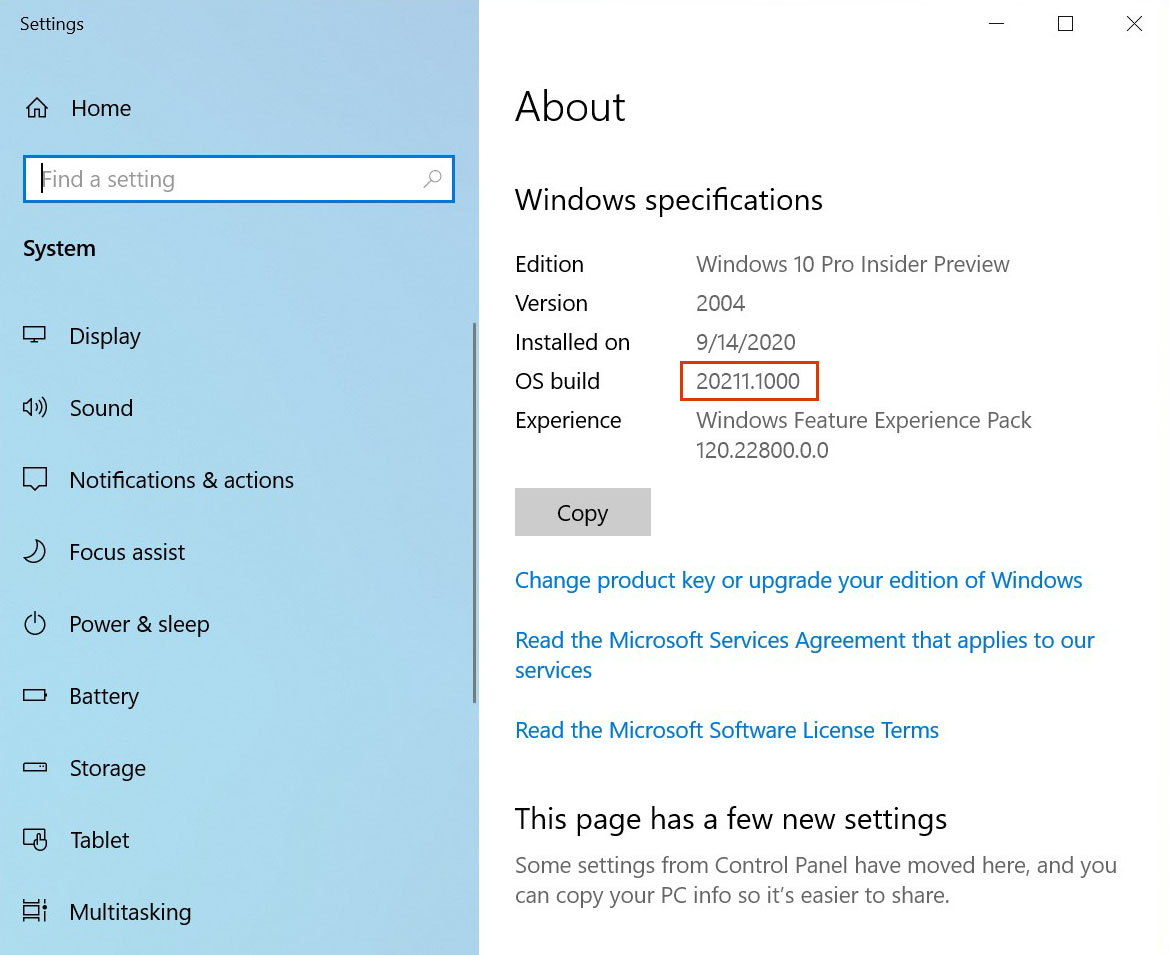 Settings
Home
Find a setting
System
Display
Sound
Notifications & actions
Focus assist
Power & sleep
Battery
Storage
Tablet
Multitasking
About
Windows specifications
Edition Windows 10 Pro Insider Preview
Version 2004
Installed on 9/14/2020
OS build 20211.1000
Experience Windows Feature Experience Pack
120.22800.0.0
Copy
Change product key or upgrade your edition of Windows
Read the Microsoft Services Agreement that applies to our
services
Read the Microsoft Software License Terms
This page has a few new settings
Some settings from Control Panel have moved here, and you
can copy your PC info so it’s easier to share.